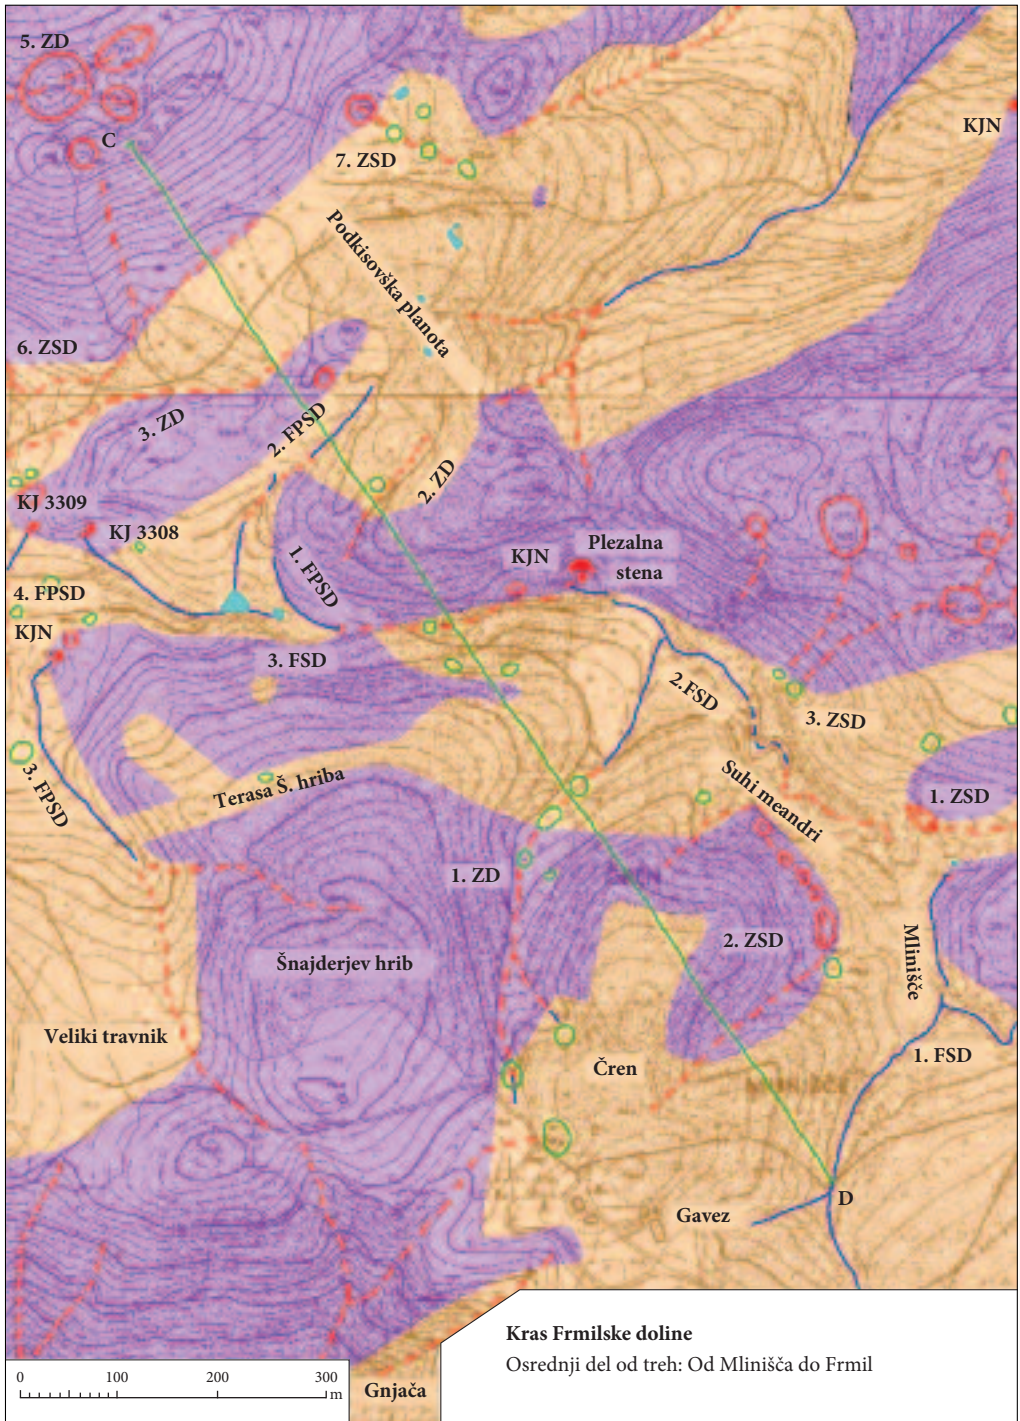 5. ZD
KJN
C
7. ZSD
Podkisovška planota
6. ZSD
3. ZD
2. FPSD
2. ZD
KJ 3309
KJ 3308
KJN
Plezalna
stena
1. FPSD
4. FPSD
KJN
3. FSD
2.FSD
3. ZSD
Terasa Š. hriba
3. FPSD
Suhi meandri
1. ZSD
1. ZD
2. ZSD
Šnajderjev hrib
Mlinišče
Veliki travnik
1. FSD
Čren
D
Gavez
Kras Frmilske doline
Osrednji del od treh: Od Mlinišča do Frmil
0 100 200 300
m
Gnjača